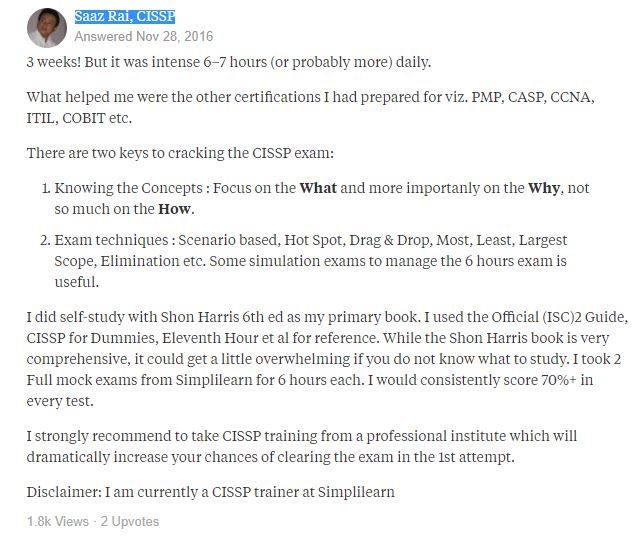 Saaz Rai, CISSP
Answered Nov 28, 2016
3 weeks! But it was intense 6–7 hours (or probably more) daily.
What helped me were the other certifications I had prepared for viz. PMP, CASP, CCNA,
ITIL, COBIT etc.
There are two keys to cracking the CISSP exam:
1. Knowing the Concepts : Focus on the What and more importanly on the Why, not
so much on the How.
2. Exam techniques : Scenario based, Hot Spot, Drag & Drop, Most, Least, Largest
Scope, Elimination etc. Some simulation exams to manage the 6 hours exam is
useful.
I did self-study with Shon Harris 6th ed as my primary book. I used the Official (ISC)2 Guide,
CISSP for Dummies, Eleventh Hour et al for reference. While the Shon Harris book is very
comprehensive, it could get a little overwhelming if you do not know what to study. I took 2
Full mock exams from Simplilearn for 6 hours each. I would consistently score 70%+ in
every test.
I strongly recommend to take CISSP training from a professional institute which will
dramatically increase your chances of clearing the exam in the 1st attempt.
Disclaimer: I am currently a CISSP trainer at Simplilearn
1.8k Views · 2 Upvotes